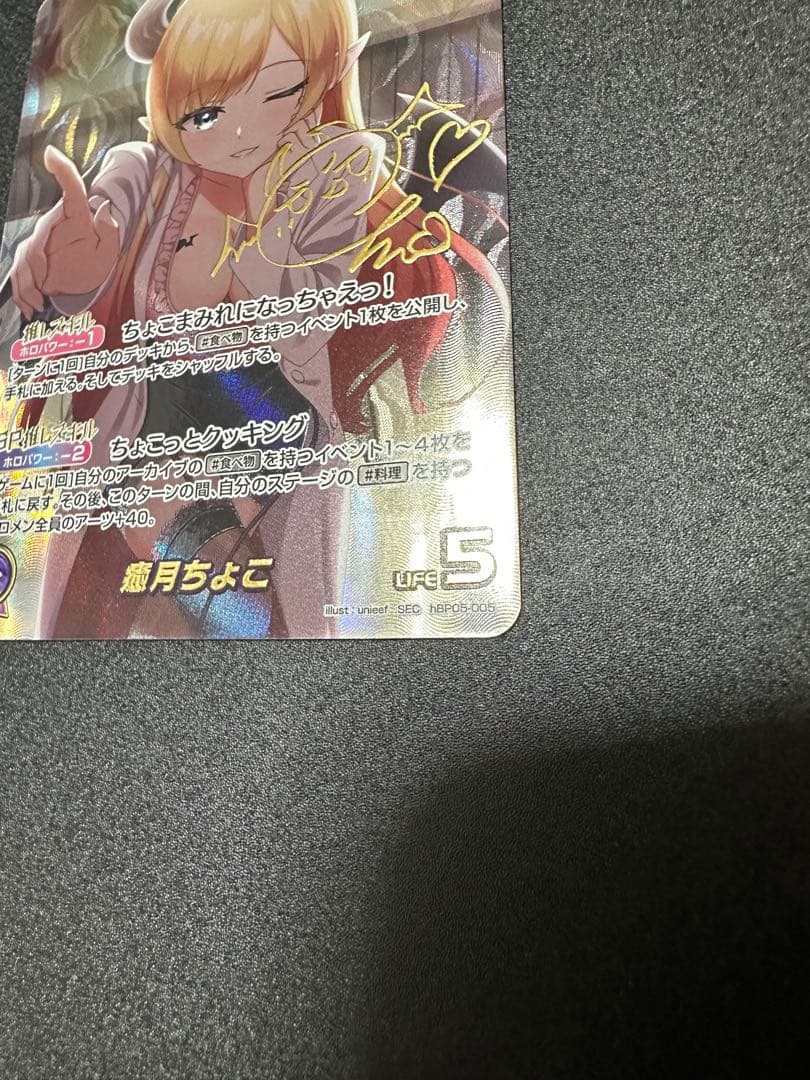 推しスキル ちょこまみれになっちゃえっ！
ホロパワー：-1
[ターンに1回]自分のデッキから、#食べ物を持つイベント1枚を公開し、
手札に加える。そしてデッキをシャッフルする。
SP推しスキル ちょこっとクッキング
ホロパワー：-2
ゲームに1回]自分のアーカイブの#食べ物を持つイベント1～4枚を
札に戻す。その後、このターンの間、自分のステージの#料理を持つ
ロメン全員のアーツ+40。
癒月ちょこ
LIFE 5
illust：unieef SEC hBP05-005